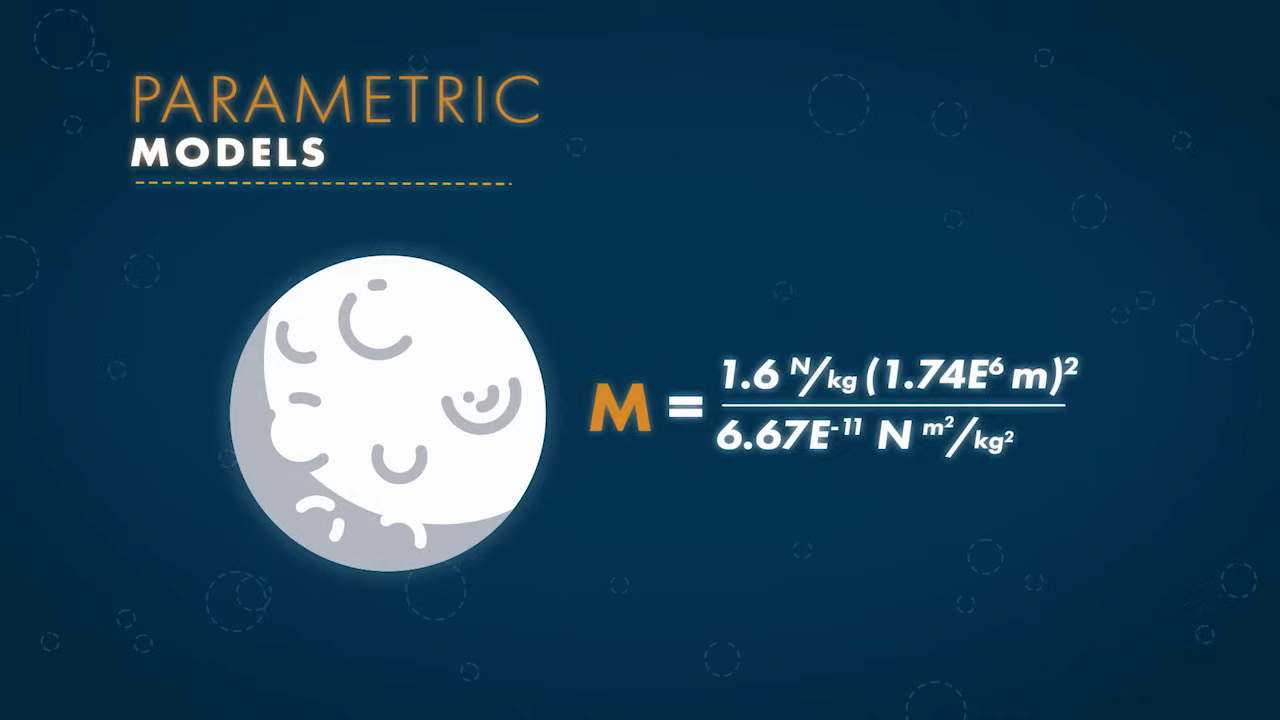 PARAMETRIC
MODELS
M = 1.6 N/kg (1.74E⁶ m)²
6.67E⁻¹¹ N m²/kg²